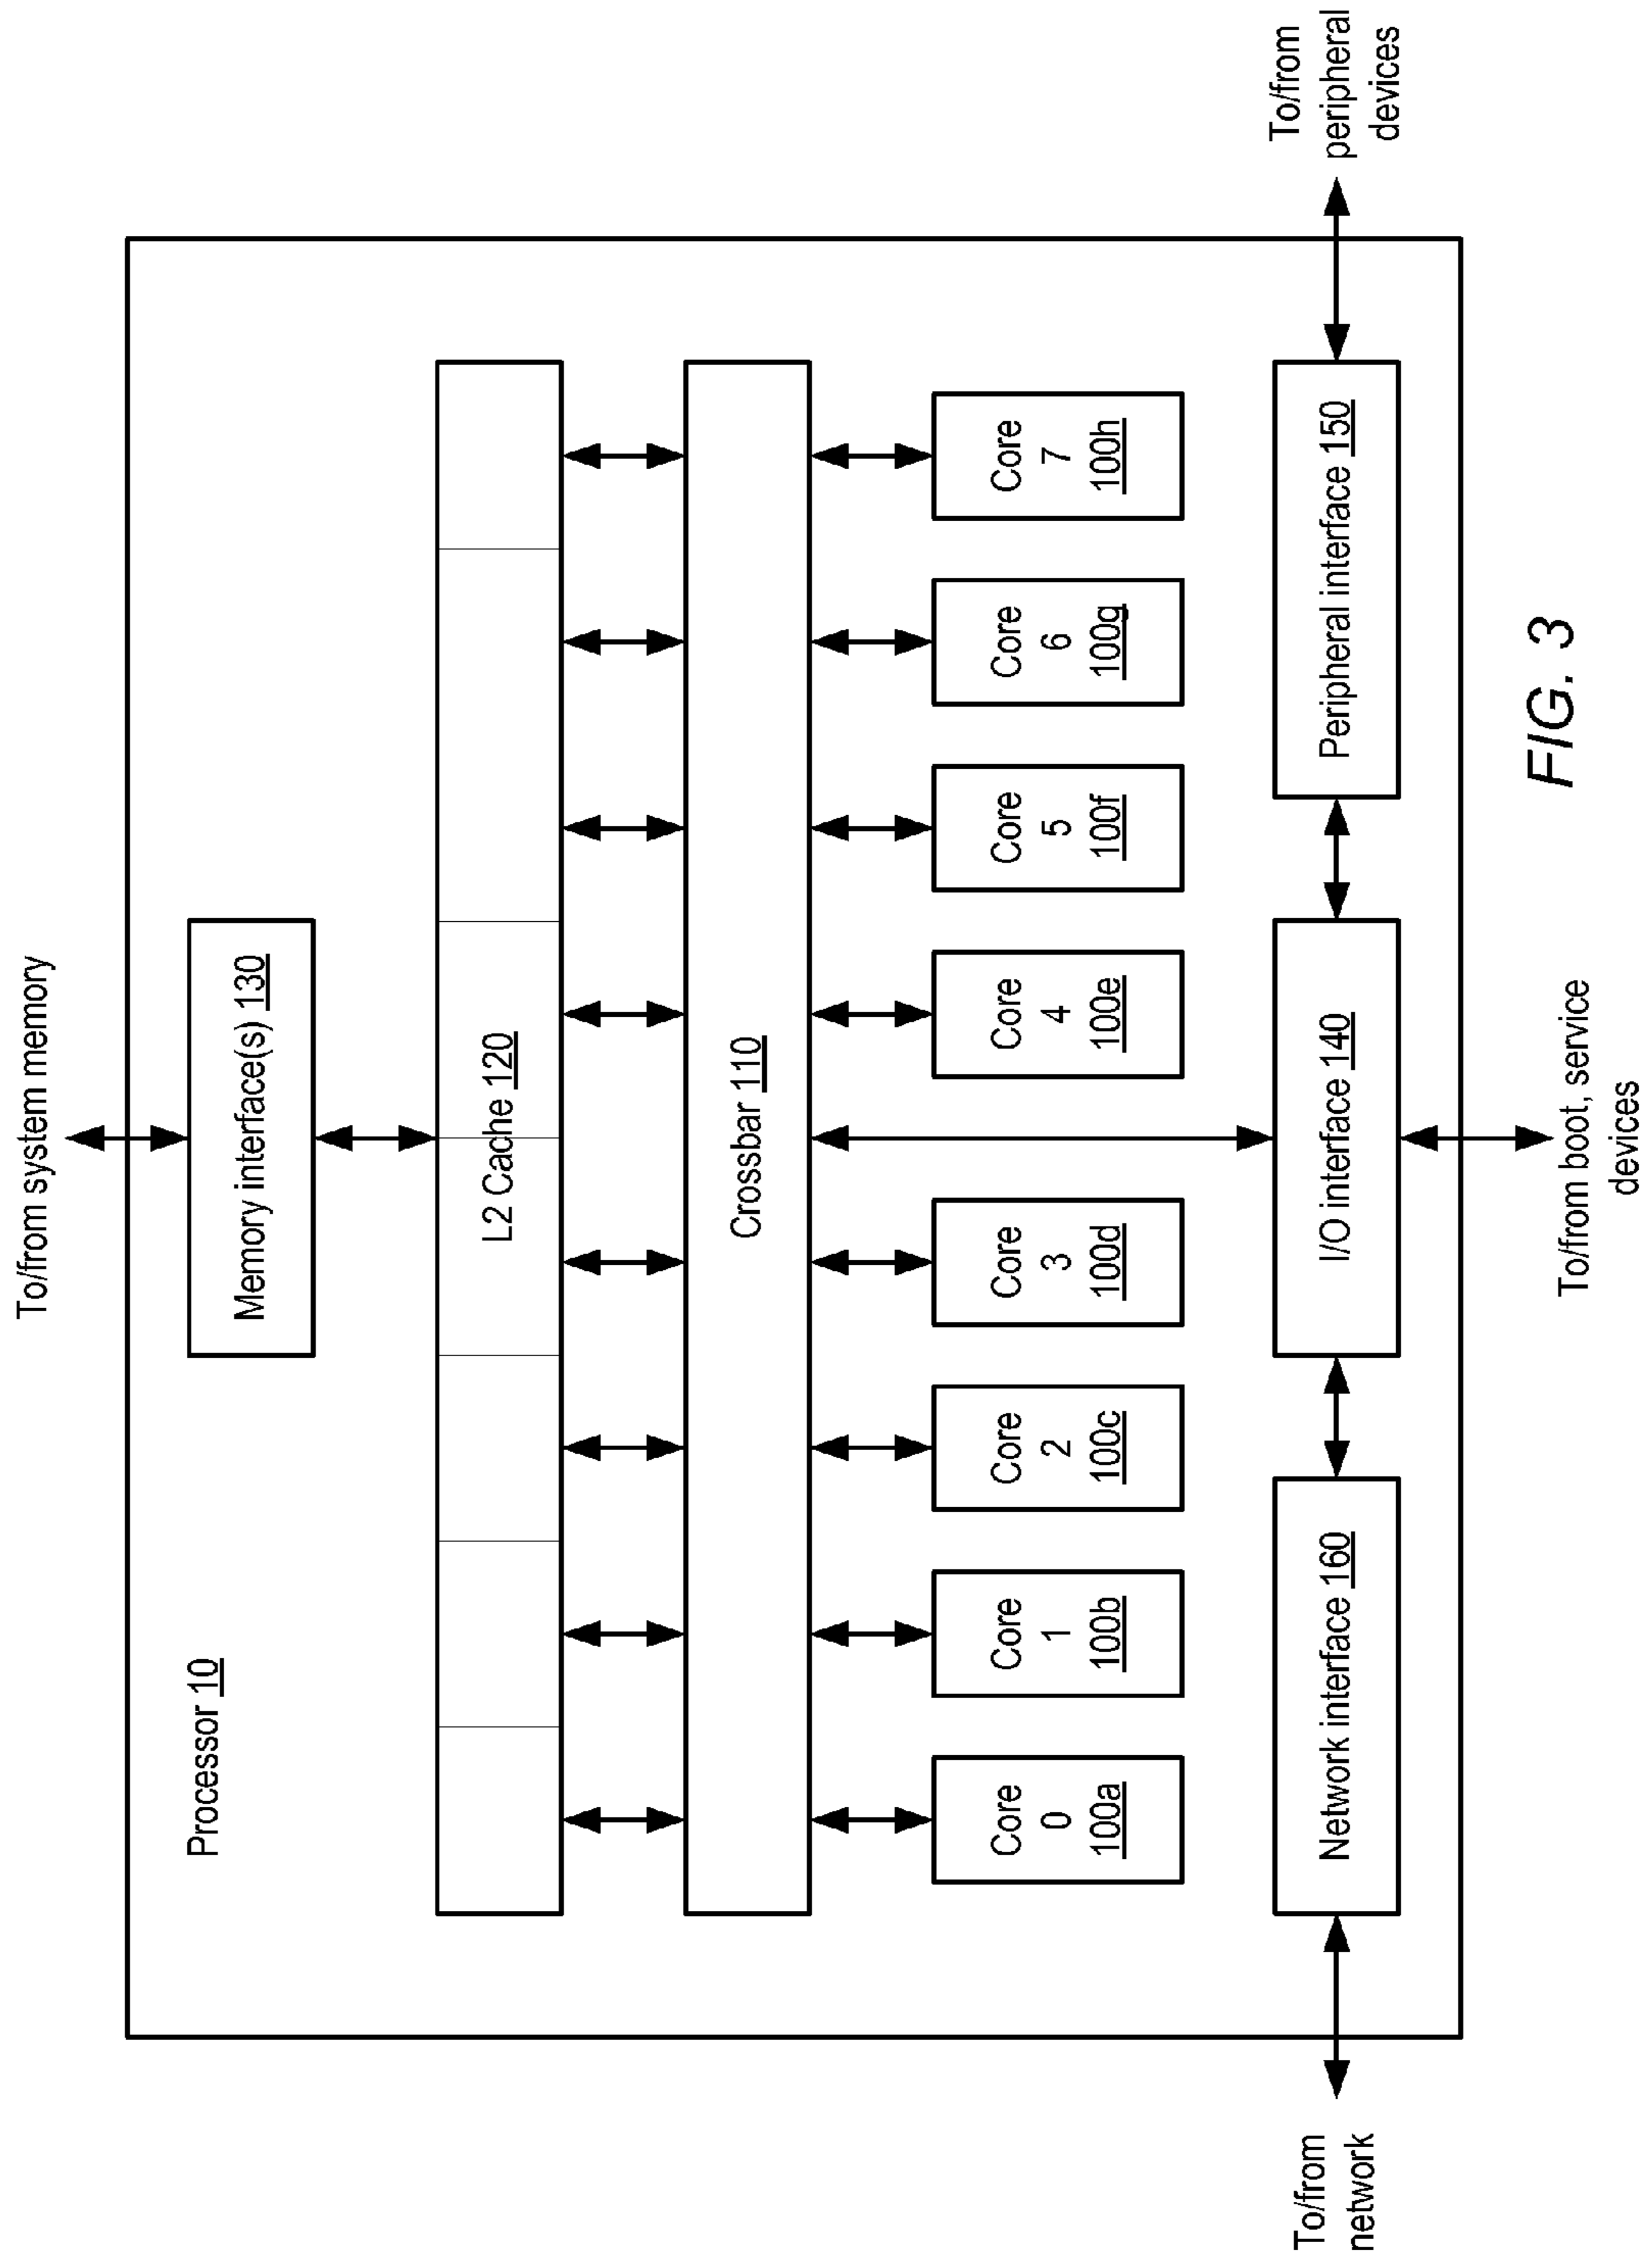 To/from system memory
Processor 10
Memory interface(s) 130
L2 Cache 120
Crossbar 110
Core
0
100a
Core
1
100b
Core
2
100c
Core
3
100d
Core
4
100e
Core
5
100f
Core
6
100g
Core
7
100h
To/from
network
Network interface 160
I/O interface 140
Peripheral interface 150
To/from
peripheral
devices
To/from boot, service
devices
FIG. 3